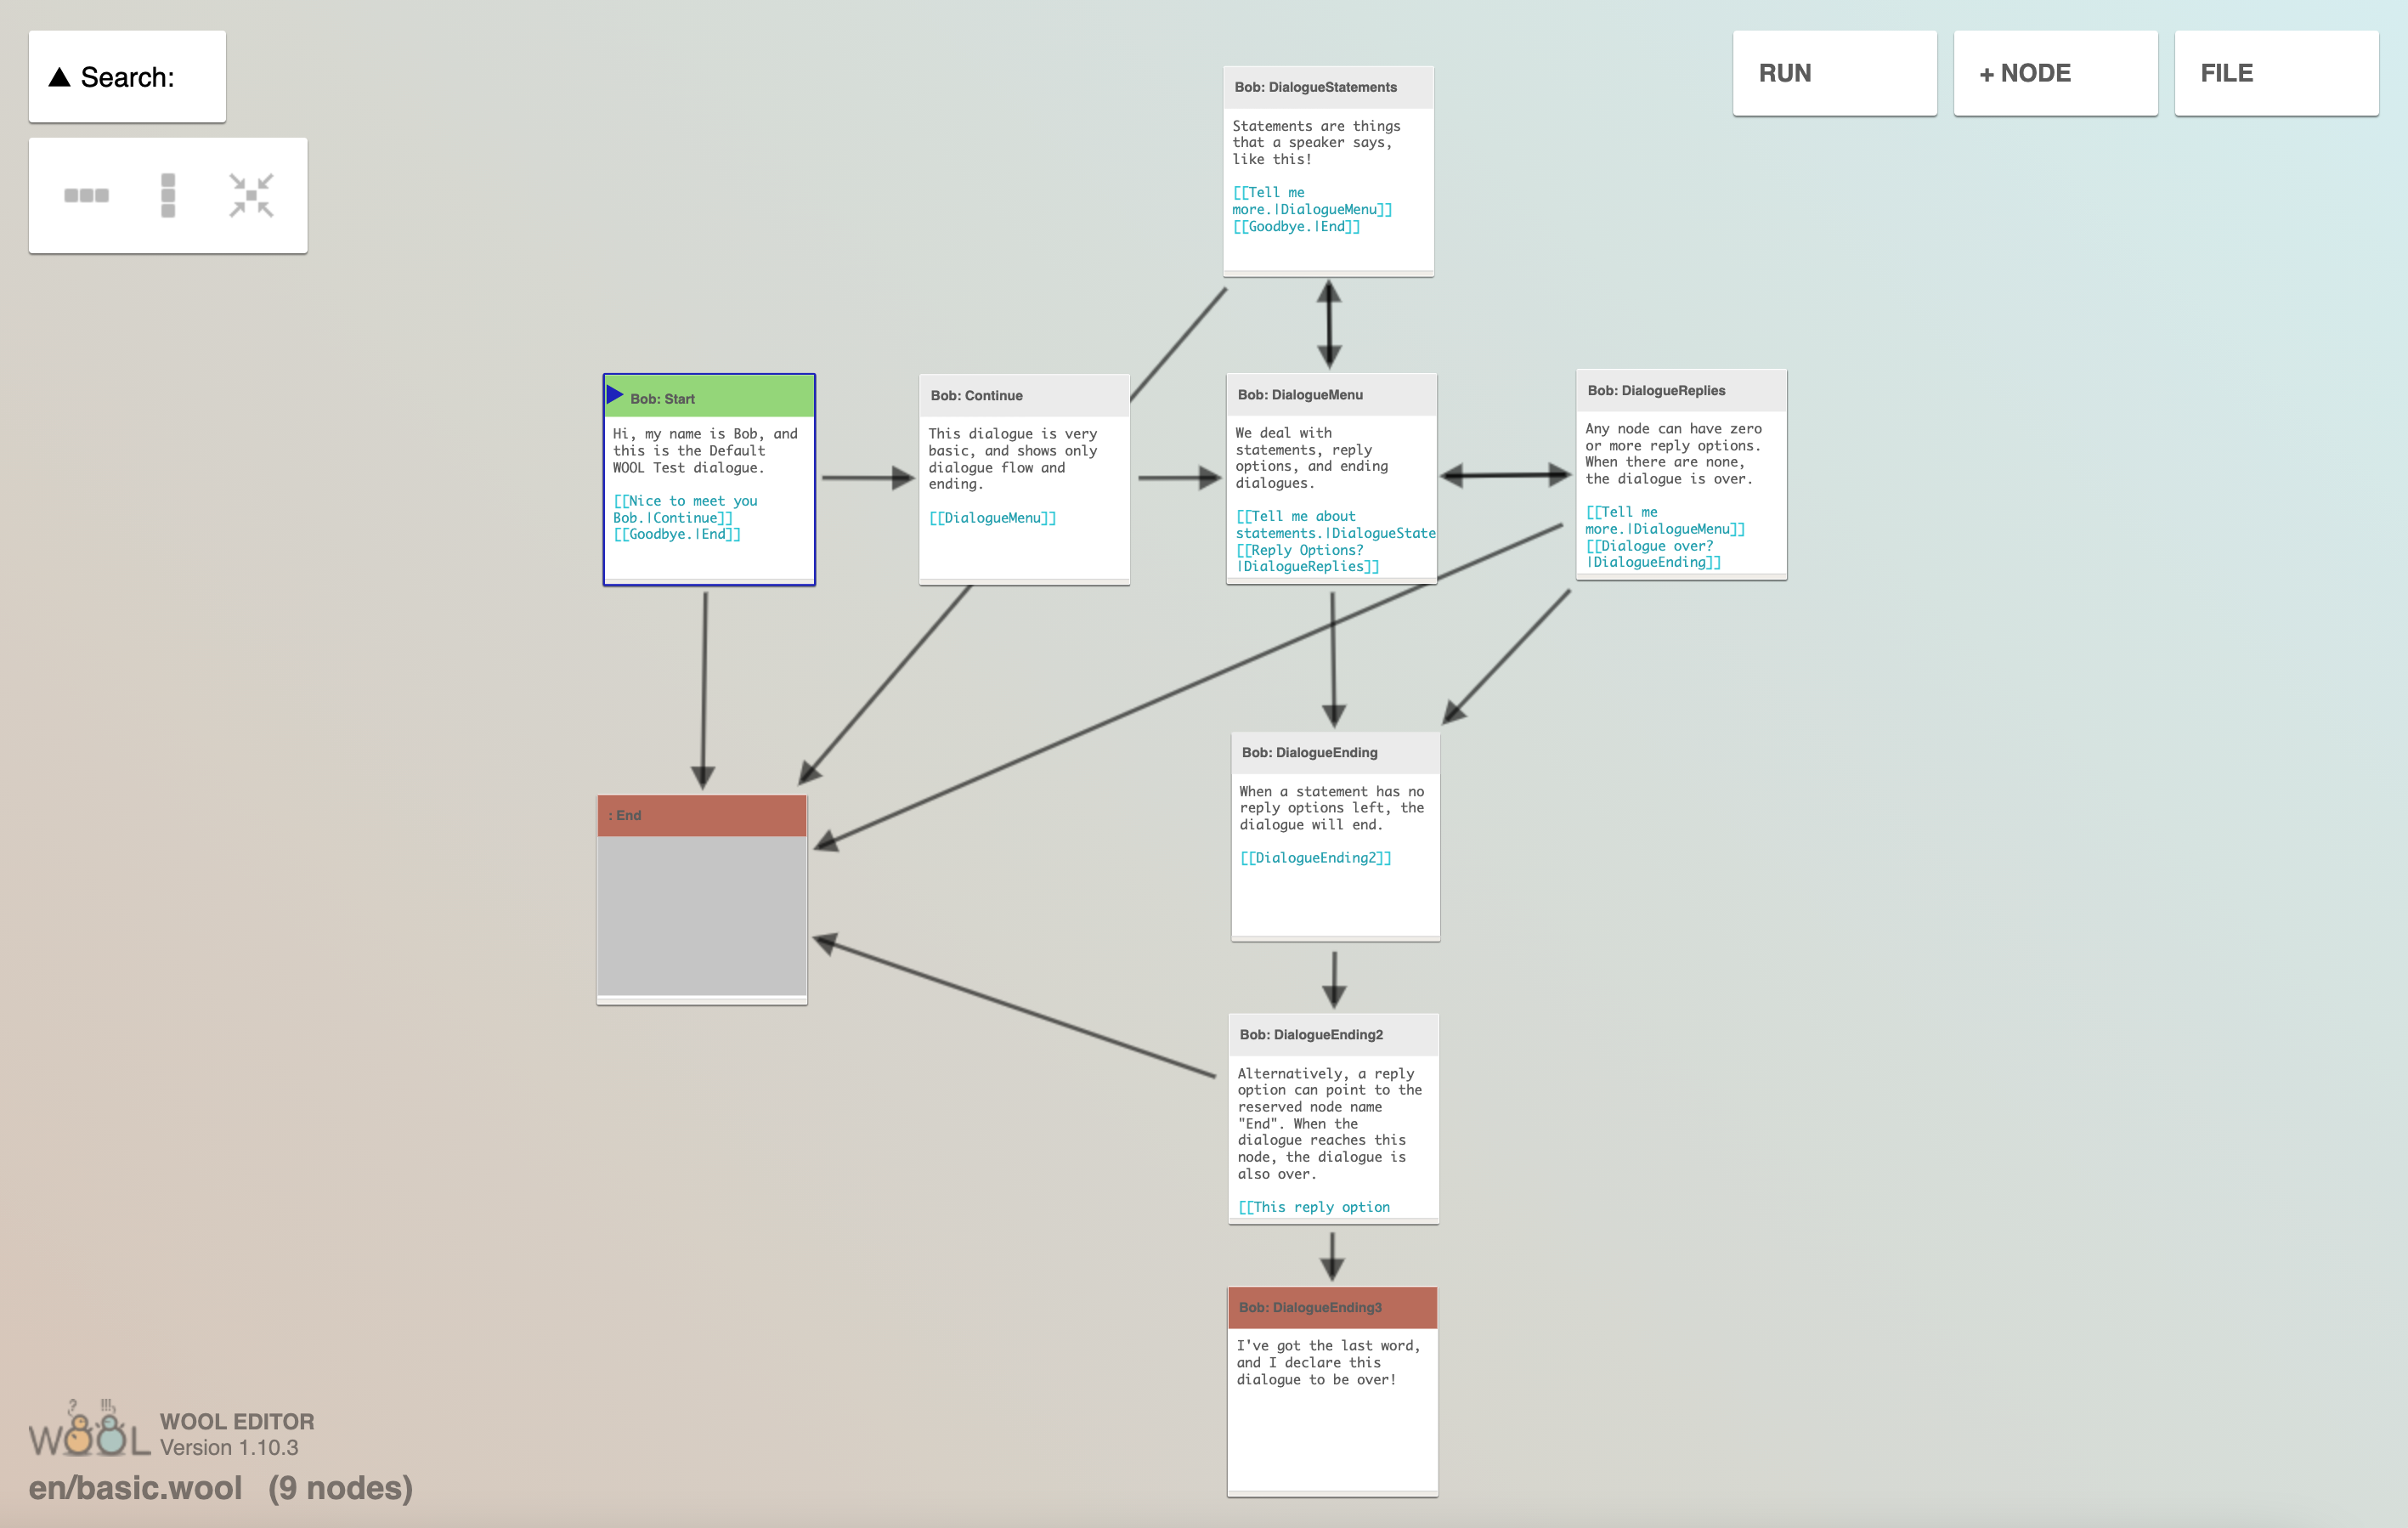 ▲ Search:
RUN
+ NODE
FILE
Bob: DialogueStatements
Statements are things
that a speaker says,
like this!
[[Tell me
more.|DialogueMenu]]
[[Goodbye.|End]]
Bob: Start
Hi, my name is Bob, and
this is the Default
WOOL Test dialogue.
[[Nice to meet you
Bob.|Continue]]
[[Goodbye.|End]]
Bob: Continue
This dialogue is very
basic, and shows only
dialogue flow and
ending.
[[DialogueMenu]]
Bob: DialogueMenu
We deal with
statements, reply
options, and ending
dialogues.
[[Tell me about
statements.|DialogueState
[[Reply Options?
|DialogueReplies]]
Bob: DialogueReplies
Any node can have zero
or more reply options.
When there are none,
the dialogue is over.
[[Tell me
more.|DialogueMenu]]
[[Dialogue over?
|DialogueEnding]]
: End
Bob: DialogueEnding
When a statement has no
reply options left, the
dialogue will end.
[[DialogueEnding2]]
Bob: DialogueEnding2
Alternatively, a reply
option can point to the
reserved node name
"End". When the
dialogue reaches this
node, the dialogue is
also over.
[[This reply option
Bob: DialogueEnding3
I've got the last word,
and I declare this
dialogue to be over!
? !!!
WOOL
WOOL EDITOR
Version 1.10.3
en/basic.wool (9 nodes)